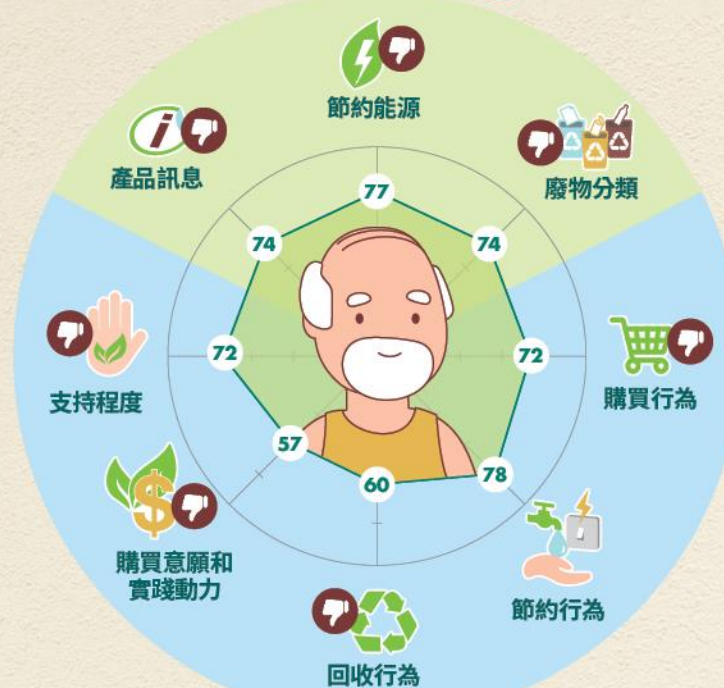 節約能源
產品訊息
廢物分類
77
74
74
72
72
支持程度
購買行為
57
60
78
購買意願和
實踐動力
節約行為
回收行為